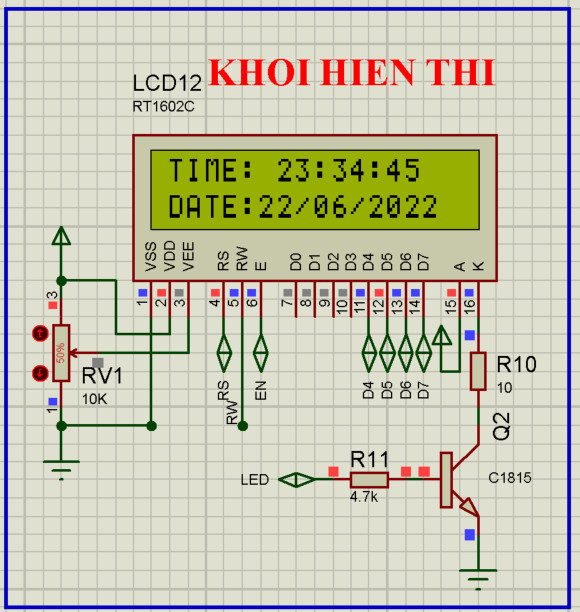 KHOI HIEN THI
LCD12
RT1602C
TIME: 23:34:45
DATE:22/06/2022
VSS VDD VEE RS RW E D0 D1 D2 D3 D4 D5 D6 D7 A K
1 2 3 4 5 6 7 8 9 10 11 12 13 14 15 16
3
50%
RV1
10K
1
RS RW EN D4 D5 D6 D7
R10
10
Q2
C1815
R11
4.7k
LED